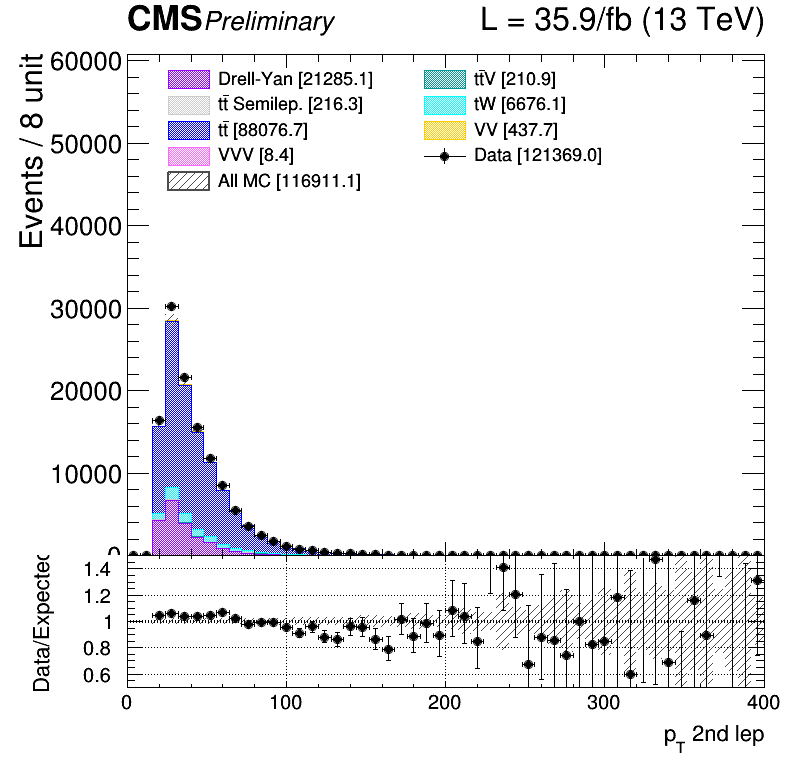 CMS Preliminary L = 35.9/fb (13 TeV)
Events / 8 unit
60000
50000
40000
30000
20000
10000
0
Drell-Yan [21285.1]
tt̄ Semilep. [216.3]
tt̄ [88076.7]
VVV [8.4]
All MC [116911.1]
tt̄V [210.9]
tW [6676.1]
VV [437.7]
Data [121369.0]
Data/Expected
1.4
1.2
1
0.8
0.6
0 100 200 300 400
p_T 2nd lep